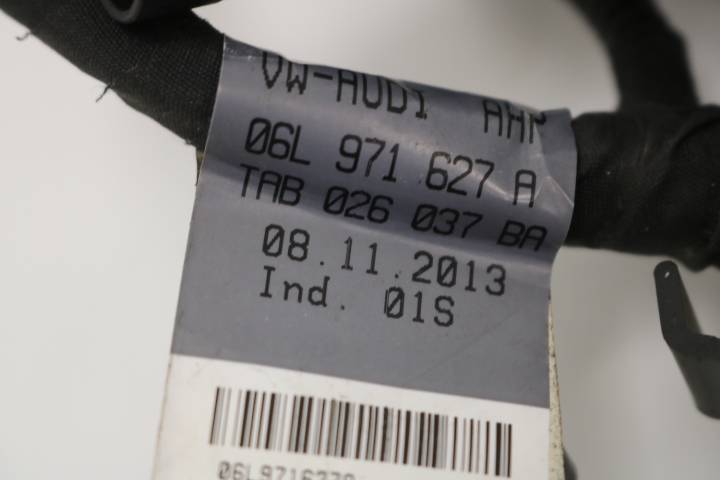 VW-AUDI AHP
06L 971 627 A
TAB 026 037 BA
08.11.2013
Ind. 01S